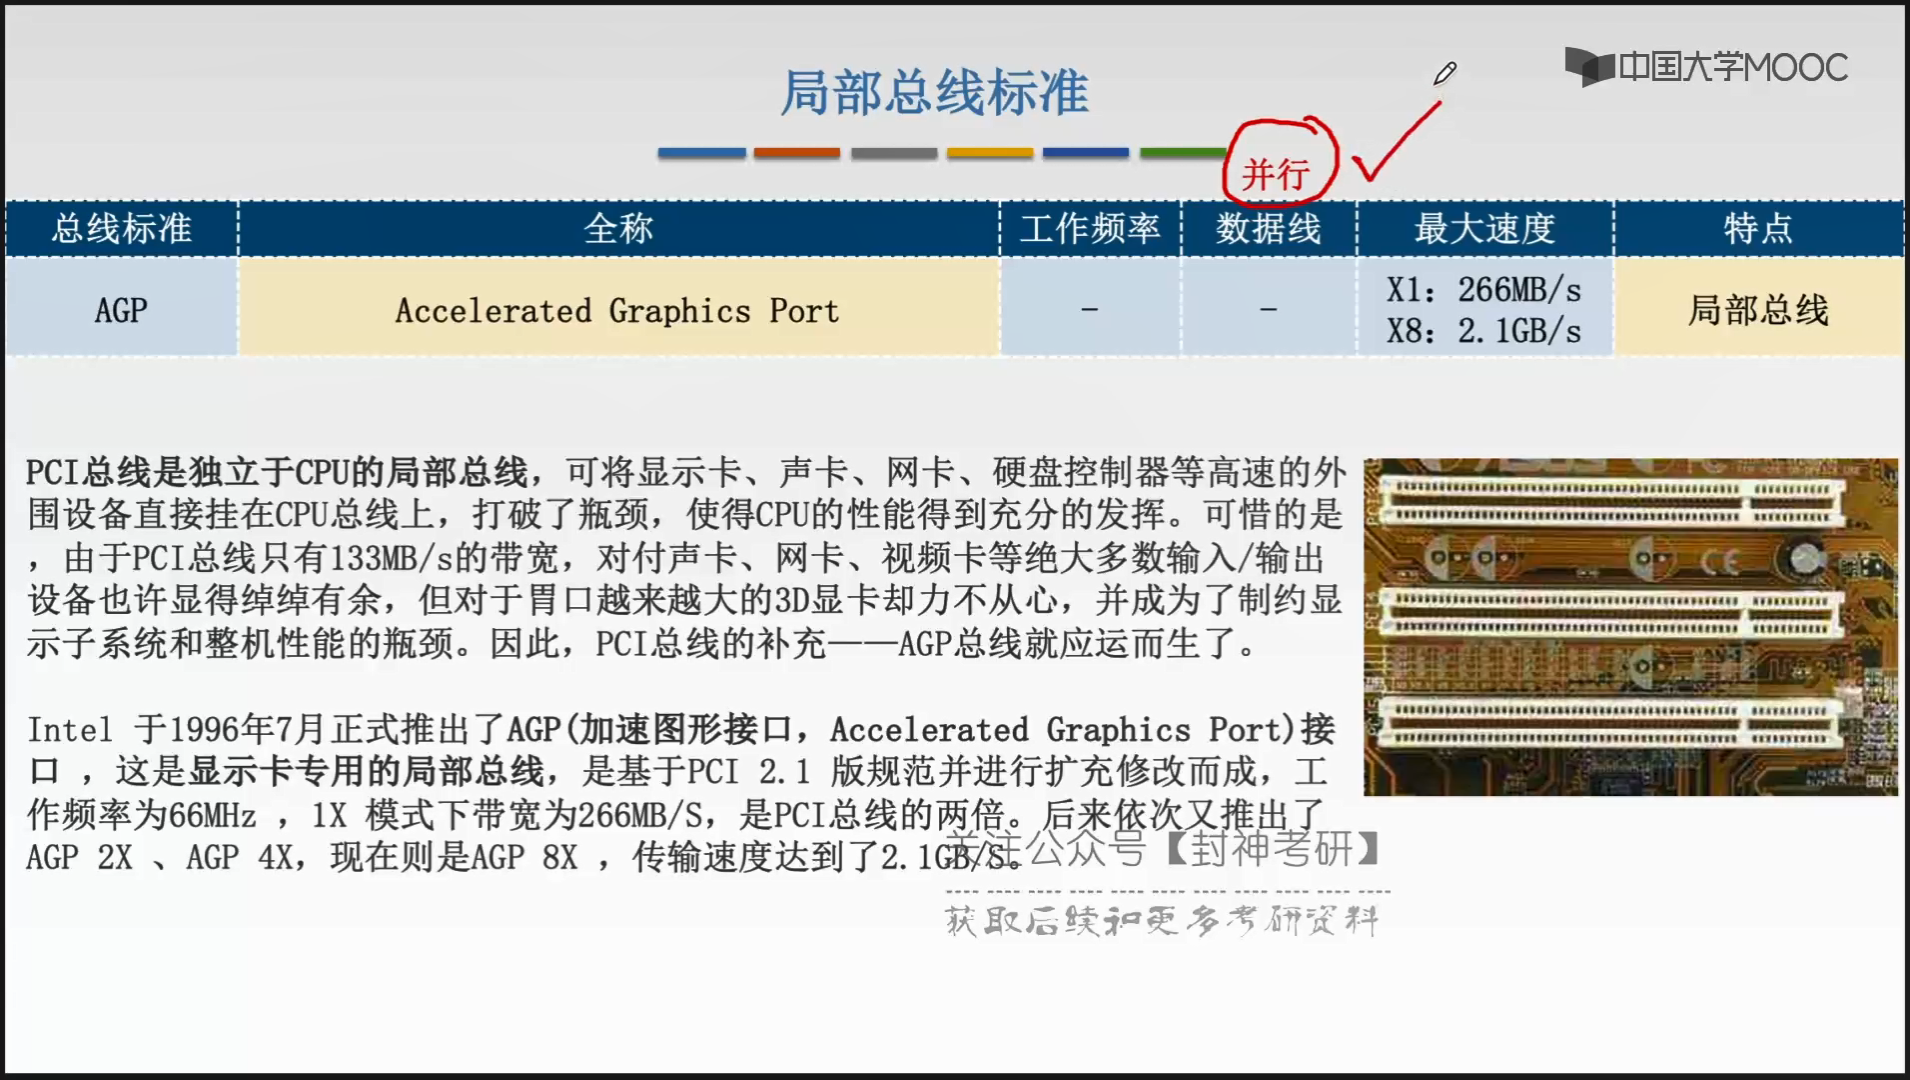 中国大学MOOC
局部总线标准
并行
总线标准 全称 工作频率 数据线 最大速度 特点
AGP Accelerated Graphics Port - - X1: 266MB/s 局部总线
X8: 2.1GB/s
PCI总线是独立于CPU的局部总线，可将显示卡、声卡、网卡、硬盘控制器等高速的外
围设备直接挂在CPU总线上，打破了瓶颈，使得CPU的性能得到充分的发挥。可惜的是
，由于PCI总线只有133MB/s的带宽，对付声卡、网卡、视频卡等绝大多数输入/输出
设备也许显得绰绰有余，但对于胃口越来越大的3D显卡却力不从心，并成为了制约显
示子系统和整机性能的瓶颈。因此，PCI总线的补充——AGP总线就应运而生了。
Intel 于1996年7月正式推出了AGP(加速图形接口，Accelerated Graphics Port)接
口 ，这是显示卡专用的局部总线，是基于PCI 2.1 版规范并进行扩充修改而成，工
作频率为66MHz ，1X 模式下带宽为266MB/S，是PCI总线的两倍。后来依次又推出了
AGP 2X 、AGP 4X，现在则是AGP 8X ，传输速度达到了2.1GB/S。
关注公众号【封神考研】
获取后续和更多考研资料